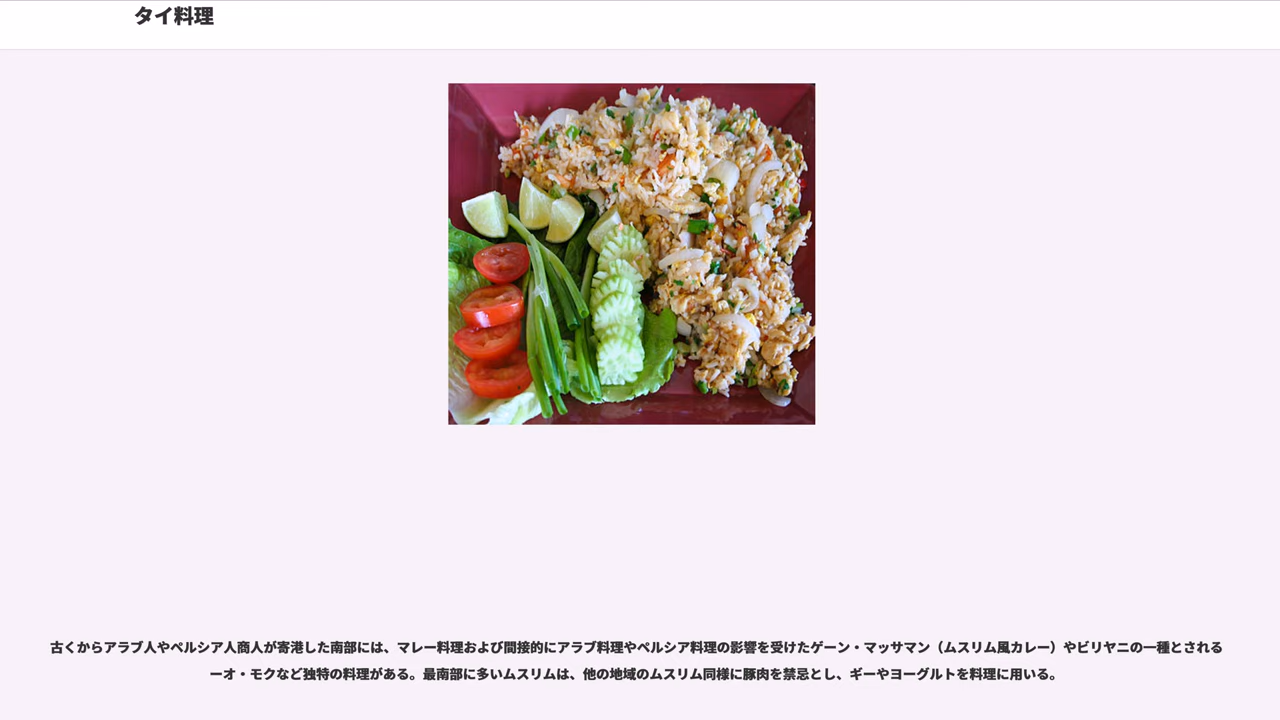 タイ料理
古くからアラブ人やペルシア人商人が寄港した南部には、マレー料理および間接的にアラブ料理やペルシア料理の影響を受けたゲーン・マッサマン（ムスリム風カレー）やビリヤニの一種とされる
ーオ・モクなど独特の料理がある。最南部に多いムスリムは、他の地域のムスリム同様に豚肉を禁忌とし、ギーやヨーグルトを料理に用いる。